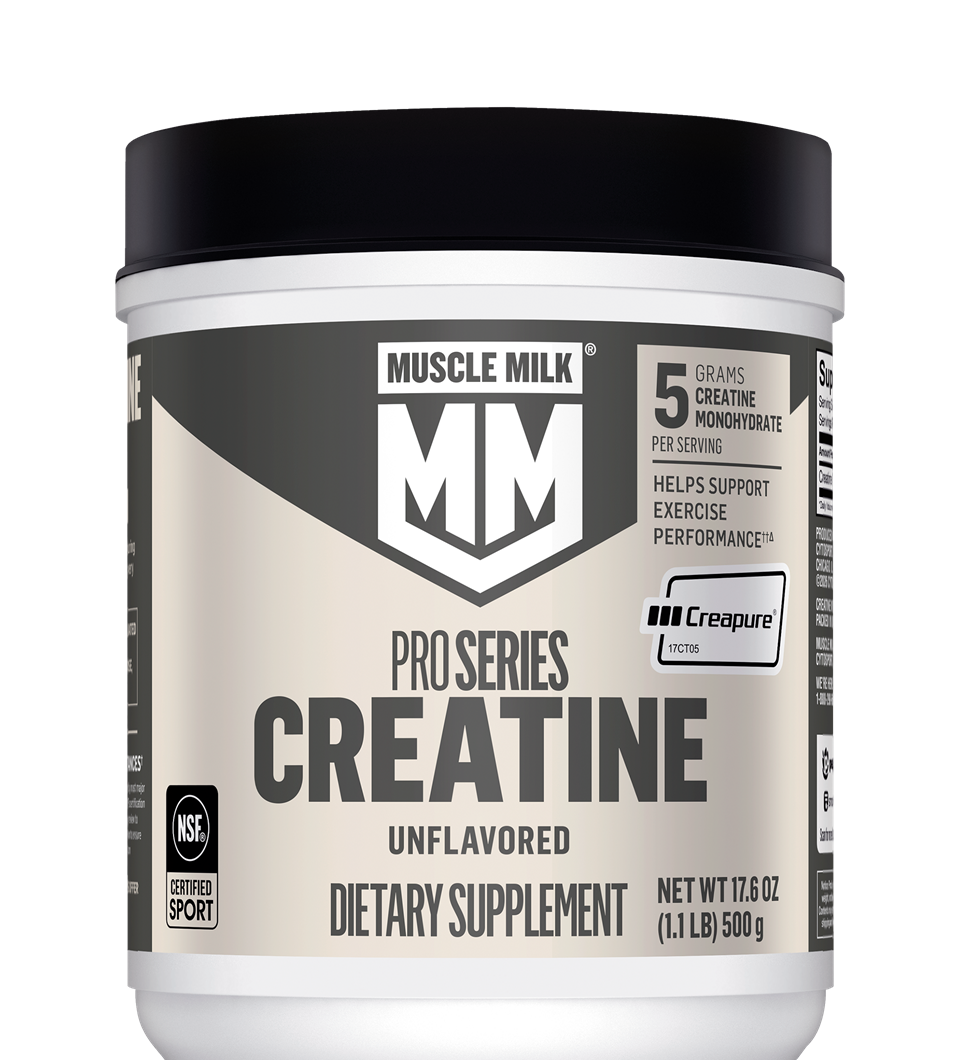 MUSCLE MILK®
MM
5 GRAMS
CREATINE
MONOHYDRATE
PER SERVING
HELPS SUPPORT
EXERCISE
PERFORMANCE††Δ
Creapure®
17CT05
PRO SERIES
CREATINE
UNFLAVORED
DIETARY SUPPLEMENT
NET WT 17.6 OZ
(1.1 LB) 500 g
NSF®
CERTIFIED
SPORT